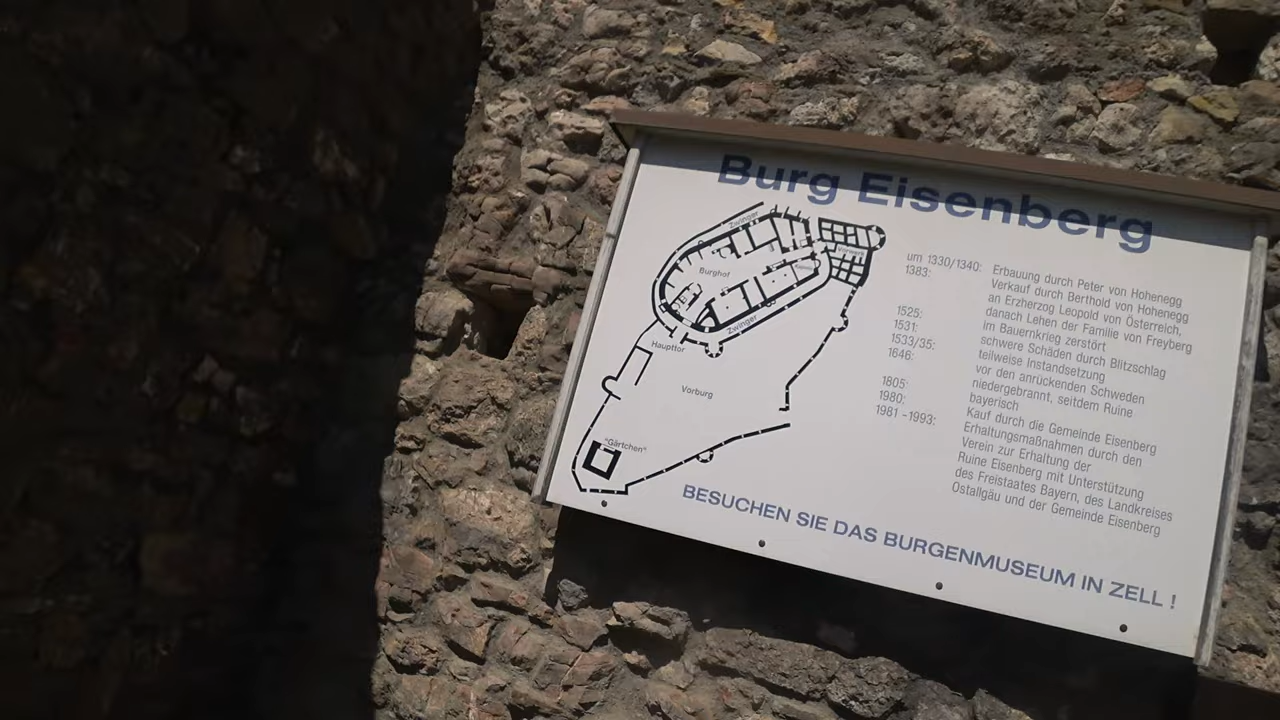 Burg Eisenberg
Zwinger
Burghof
Zwinger
Haupttor
Vorburg
"Gärtchen"
um 1330/1340: Erbauung durch Peter von Hohenegg
1383: Verkauf durch Berthold von Hohenegg
an Erzherzog Leopold von Österreich,
danach Lehen der Familie von Freyberg
1525: im Bauernkrieg zerstört
1531: schwere Schäden durch Blitzschlag
1533/35: teilweise Instandsetzung
1646: vor den anrückenden Schweden
niedergebrannt, seitdem Ruine
1805: bayerisch
1980: Kauf durch die Gemeinde Eisenberg
1981 -1993: Erhaltungsmaßnahmen durch den
Verein zur Erhaltung der
Ruine Eisenberg mit Unterstützung
des Freistaates Bayern, des Landkreises
Ostallgäu und der Gemeinde Eisenberg
BESUCHEN SIE DAS BURGENMUSEUM IN ZELL !